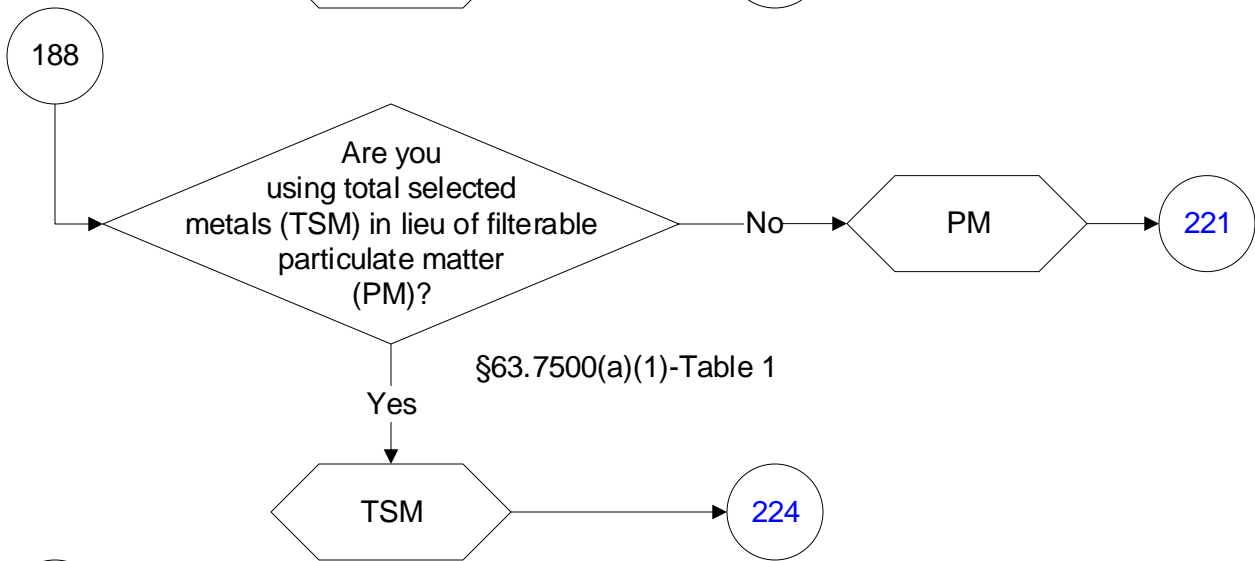 188
Are you
using total selected
metals (TSM) in lieu of filterable
particulate matter
(PM)?
No
PM
221
§63.7500(a)(1)-Table 1
Yes
TSM
224